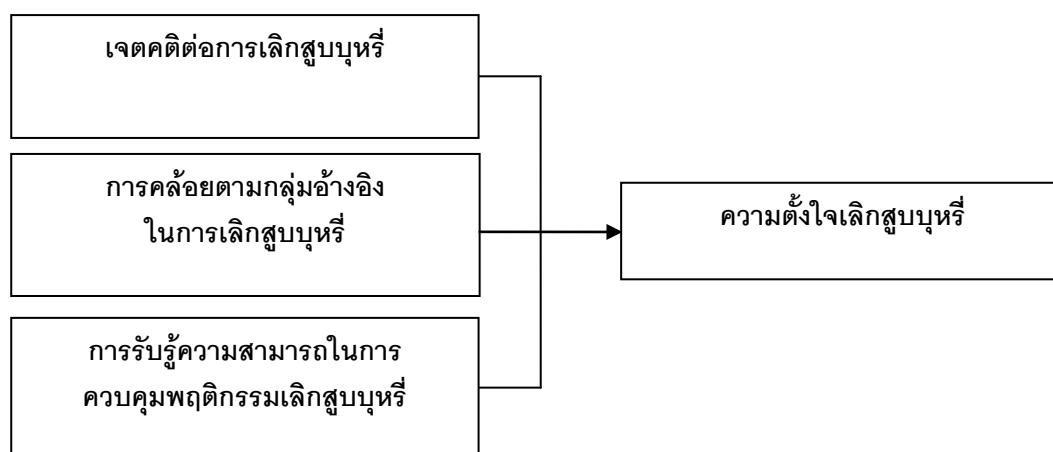 เจตคติต่อการเลิกสูบบุหรี่
การคล้อยตามกลุ่มอ้างอิง
ในการเลิกสูบบุหรี่
ความตั้งใจเลิกสูบบุหรี่
การรับรู้ความสามารถในการ
ควบคุมพฤติกรรมเลิกสูบบุหรี่